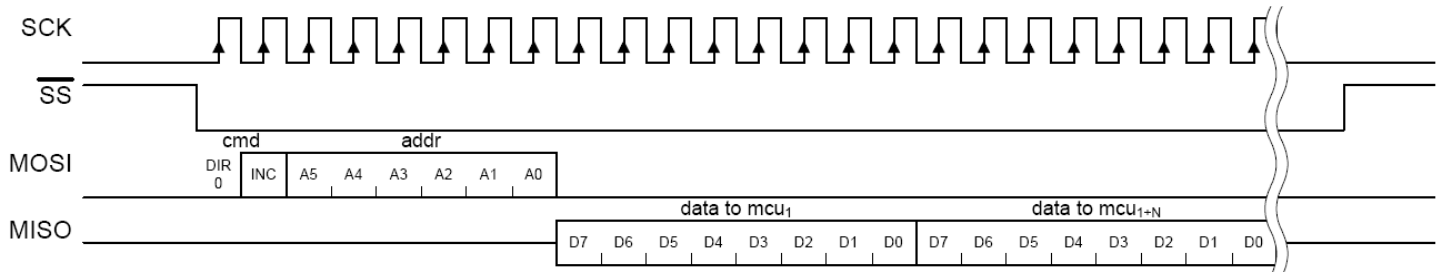 SCK
SS
cmd addr
MOSI DIR 0 INC A5 A4 A3 A2 A1 A0
data to mcu1 data to mcu1+N
MISO D7 D6 D5 D4 D3 D2 D1 D0 D7 D6 D5 D4 D3 D2 D1 D0